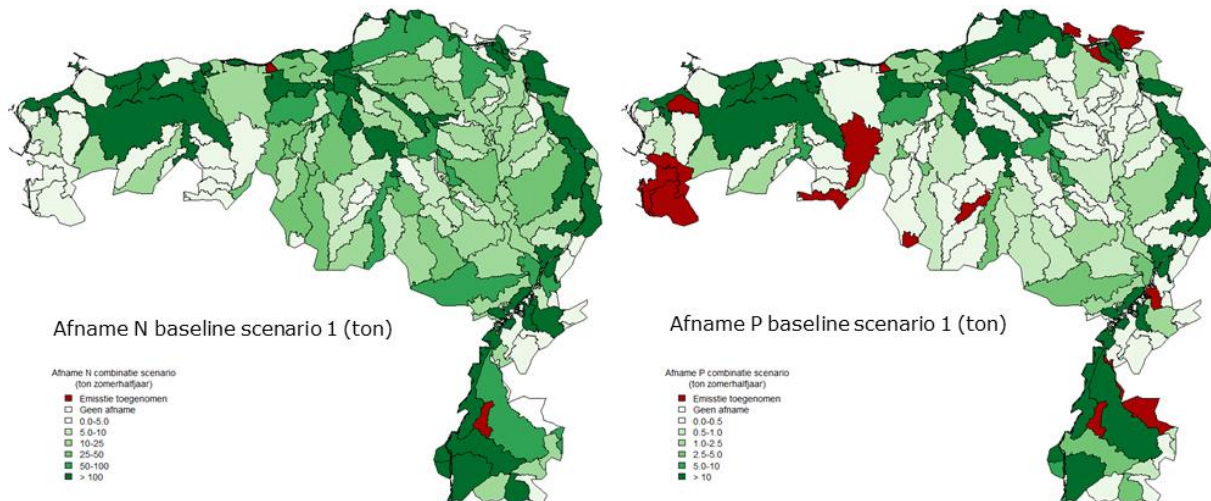 Afname N baseline scenario 1 (ton)
Afname N combinatie scenario
(ton zomerhalfjaar)
Emisstie toegenomen
Geen afname
0.0-5.0
5.0-10
10-25
25-50
50-100
> 100
Afname P baseline scenario 1 (ton)
Afname P combinatie scenario
(ton zomerhalfjaar)
Emisstie toegenomen
Geen afname
0.0-0.5
0.5-1.0
1.0-2.5
2.5-5.0
5.0-10
> 10